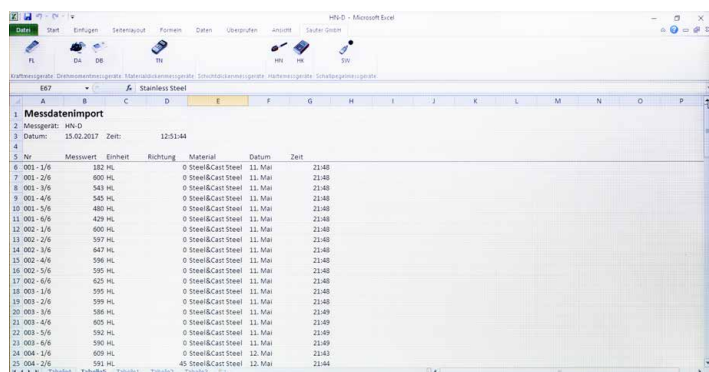 HN-D - Microsoft Excel
Datei Start Einfügen Seitenlayout Formeln Daten Überprüfen Ansicht Sauter GmbH
FL DA DB TN HN HK SW
Kraftmessgeräte Drehmomentmessgeräte Materialdickenmessgeräte Schichtdickenmessgeräte Härtemessgeräte Schallpegelmessgeräte
E67 fx Stainless Steel
A B C D E F G H I J K L M N O P
1 Messdatenimport
2 Messgerät: HN-D
3 Datum: 15.02.2017 Zeit: 12:51:44
4
5 Nr Messwert Einheit Richtung Material Datum Zeit
6 001 - 1/6 182 HL 0 Steel&Cast Steel 11. Mai 21:48
7 001 - 2/6 600 HL 0 Steel&Cast Steel 11. Mai 21:48
8 001 - 3/6 543 HL 0 Steel&Cast Steel 11. Mai 21:48
9 001 - 4/6 545 HL 0 Steel&Cast Steel 11. Mai 21:48
10 001 - 5/6 480 HL 0 Steel&Cast Steel 11. Mai 21:48
11 001 - 6/6 429 HL 0 Steel&Cast Steel 11. Mai 21:48
12 002 - 1/6 600 HL 0 Steel&Cast Steel 11. Mai 21:48
13 002 - 2/6 597 HL 0 Steel&Cast Steel 11. Mai 21:48
14 002 - 3/6 647 HL 0 Steel&Cast Steel 11. Mai 21:48
15 002 - 4/6 596 HL 0 Steel&Cast Steel 11. Mai 21:48
16 002 - 5/6 595 HL 0 Steel&Cast Steel 11. Mai 21:48
17 002 - 6/6 625 HL 0 Steel&Cast Steel 11. Mai 21:48
18 003 - 1/6 595 HL 0 Steel&Cast Steel 11. Mai 21:48
19 003 - 2/6 599 HL 0 Steel&Cast Steel 11. Mai 21:48
20 003 - 3/6 586 HL 0 Steel&Cast Steel 11. Mai 21:49
21 003 - 4/6 605 HL 0 Steel&Cast Steel 11. Mai 21:49
22 003 - 5/6 592 HL 0 Steel&Cast Steel 11. Mai 21:49
23 003 - 6/6 590 HL 0 Steel&Cast Steel 11. Mai 21:49
24 004 - 1/6 609 HL 0 Steel&Cast Steel 12. Mai 21:43
25 004 - 2/6 591 HL 45 Steel&Cast Steel 12. Mai 21:44